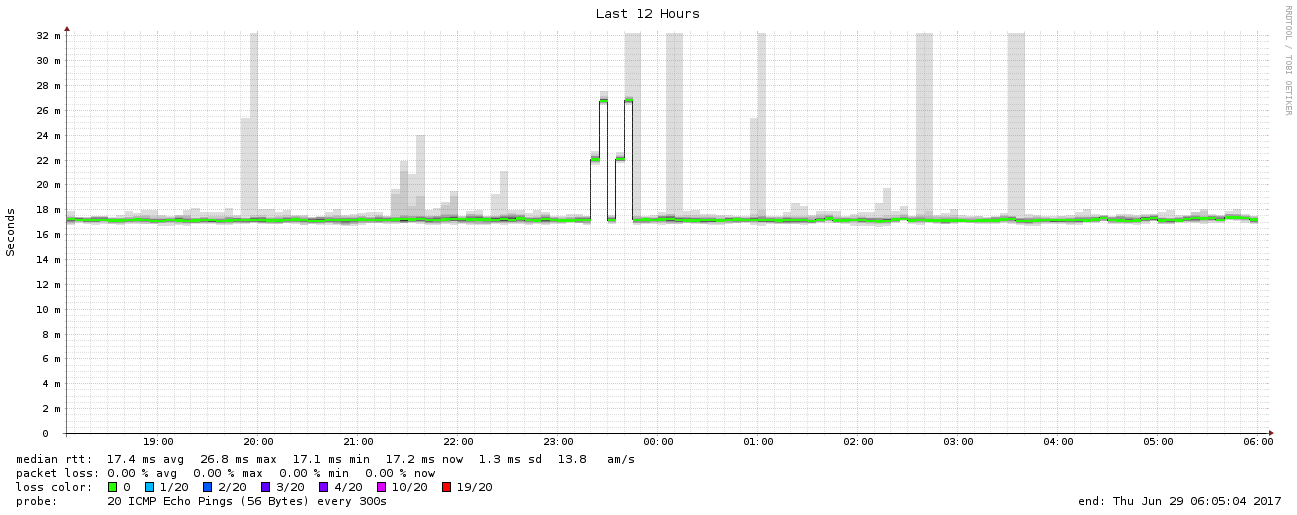 Last 12 Hours
RRDTOOL / TOBI OETIKER
Seconds
32 m
30 m
28 m
26 m
24 m
22 m
20 m
18 m
16 m
14 m
12 m
10 m
8 m
6 m
4 m
2 m
0
19:00 20:00 21:00 22:00 23:00 00:00 01:00 02:00 03:00 04:00 05:00 06:00
median rtt: 17.4 ms avg 26.8 ms max 17.1 ms min 17.2 ms now 1.3 ms sd 13.8 am/s
packet loss: 0.00 % avg 0.00 % max 0.00 % min 0.00 % now
loss color: 0 1/20 2/20 3/20 4/20 10/20 19/20
probe: 20 ICMP Echo Pings (56 Bytes) every 300s end: Thu Jun 29 06:05:04 2017